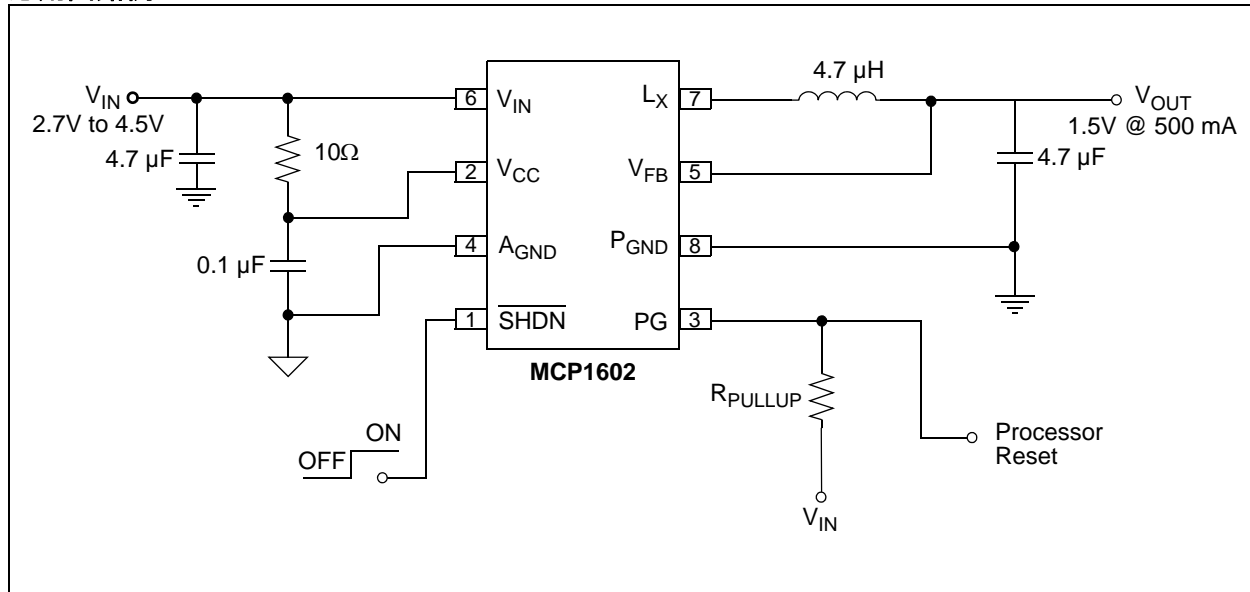 4.7 µH
V_IN
6
V_IN
L_X
7
V_OUT
2.7V to 4.5V
1.5V @ 500 mA
4.7 µF
10Ω
2
V_CC
V_FB
5
4.7 µF
4
A_GND
P_GND
8
0.1 µF
1
SHDN
PG
3
MCP1602
R_PULLUP
ON
OFF
Processor
Reset
V_IN